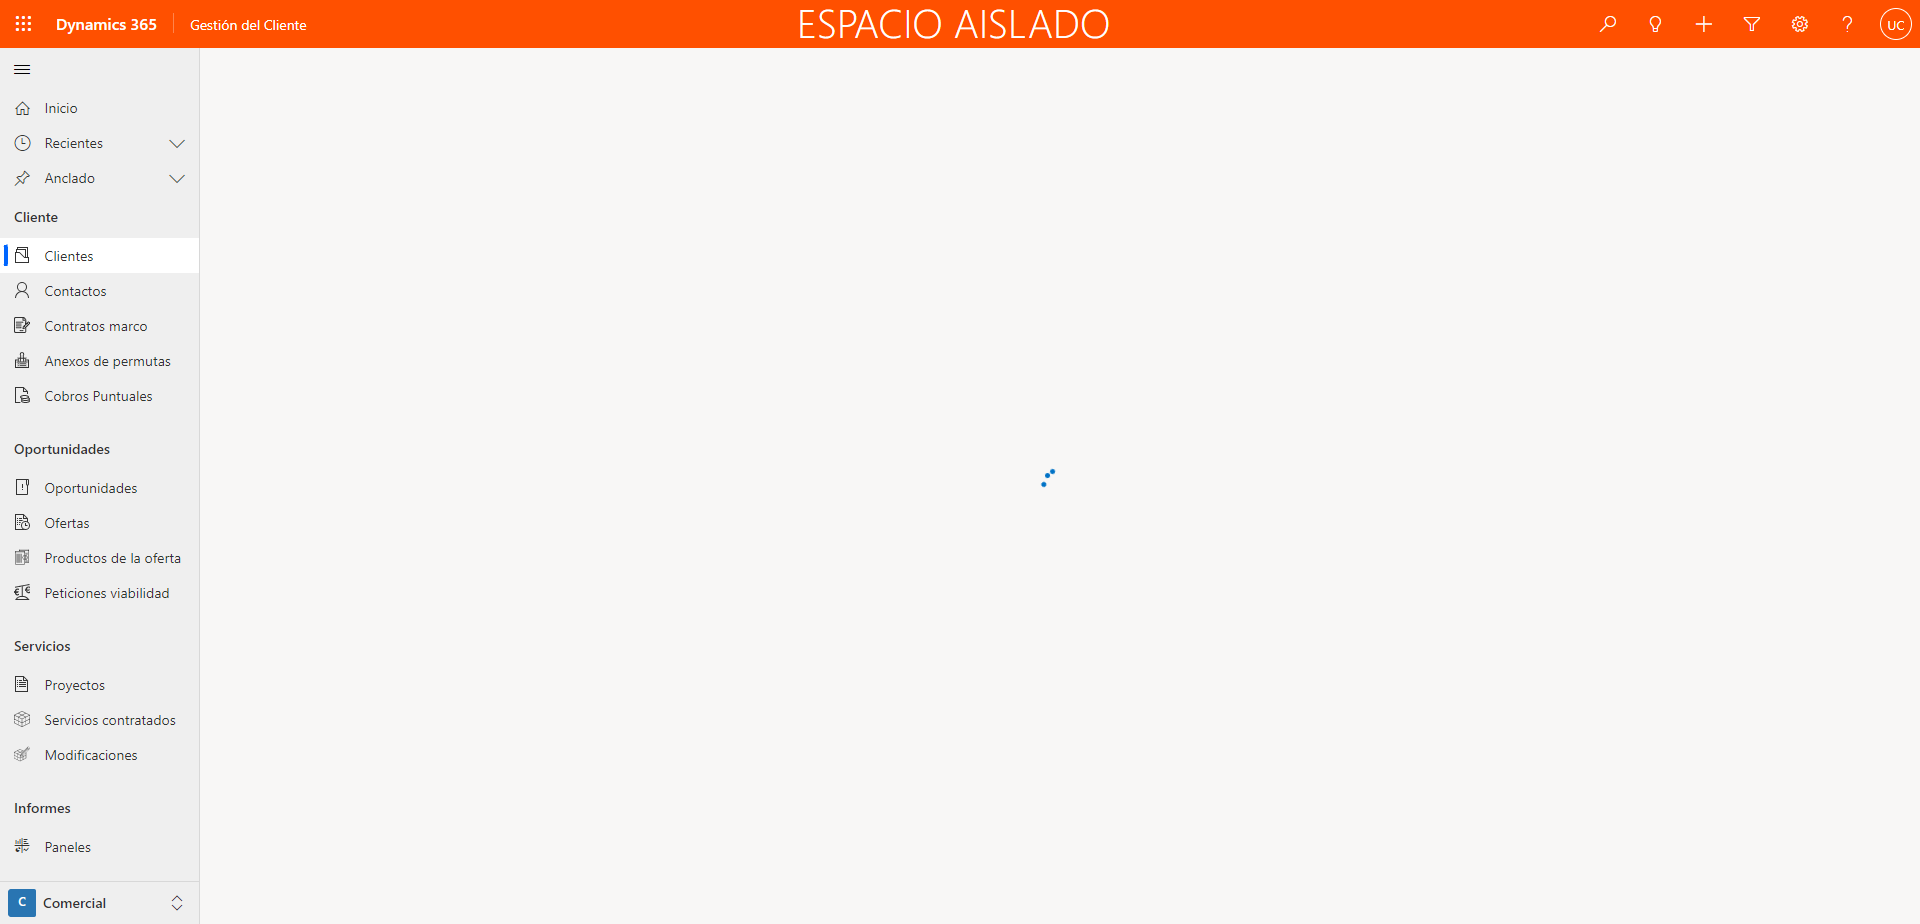 Dynamics 365
Gestión del Cliente
ESPACIO AISLADO
UC
Inicio
Recientes
Anclado
Cliente
Clientes
Contactos
Contratos marco
Anexos de permutas
Cobros Puntuales
Oportunidades
Oportunidades
Ofertas
Productos de la oferta
Peticiones viabilidad
Servicios
Proyectos
Servicios contratados
Modificaciones
Informes
Paneles
C Comercial